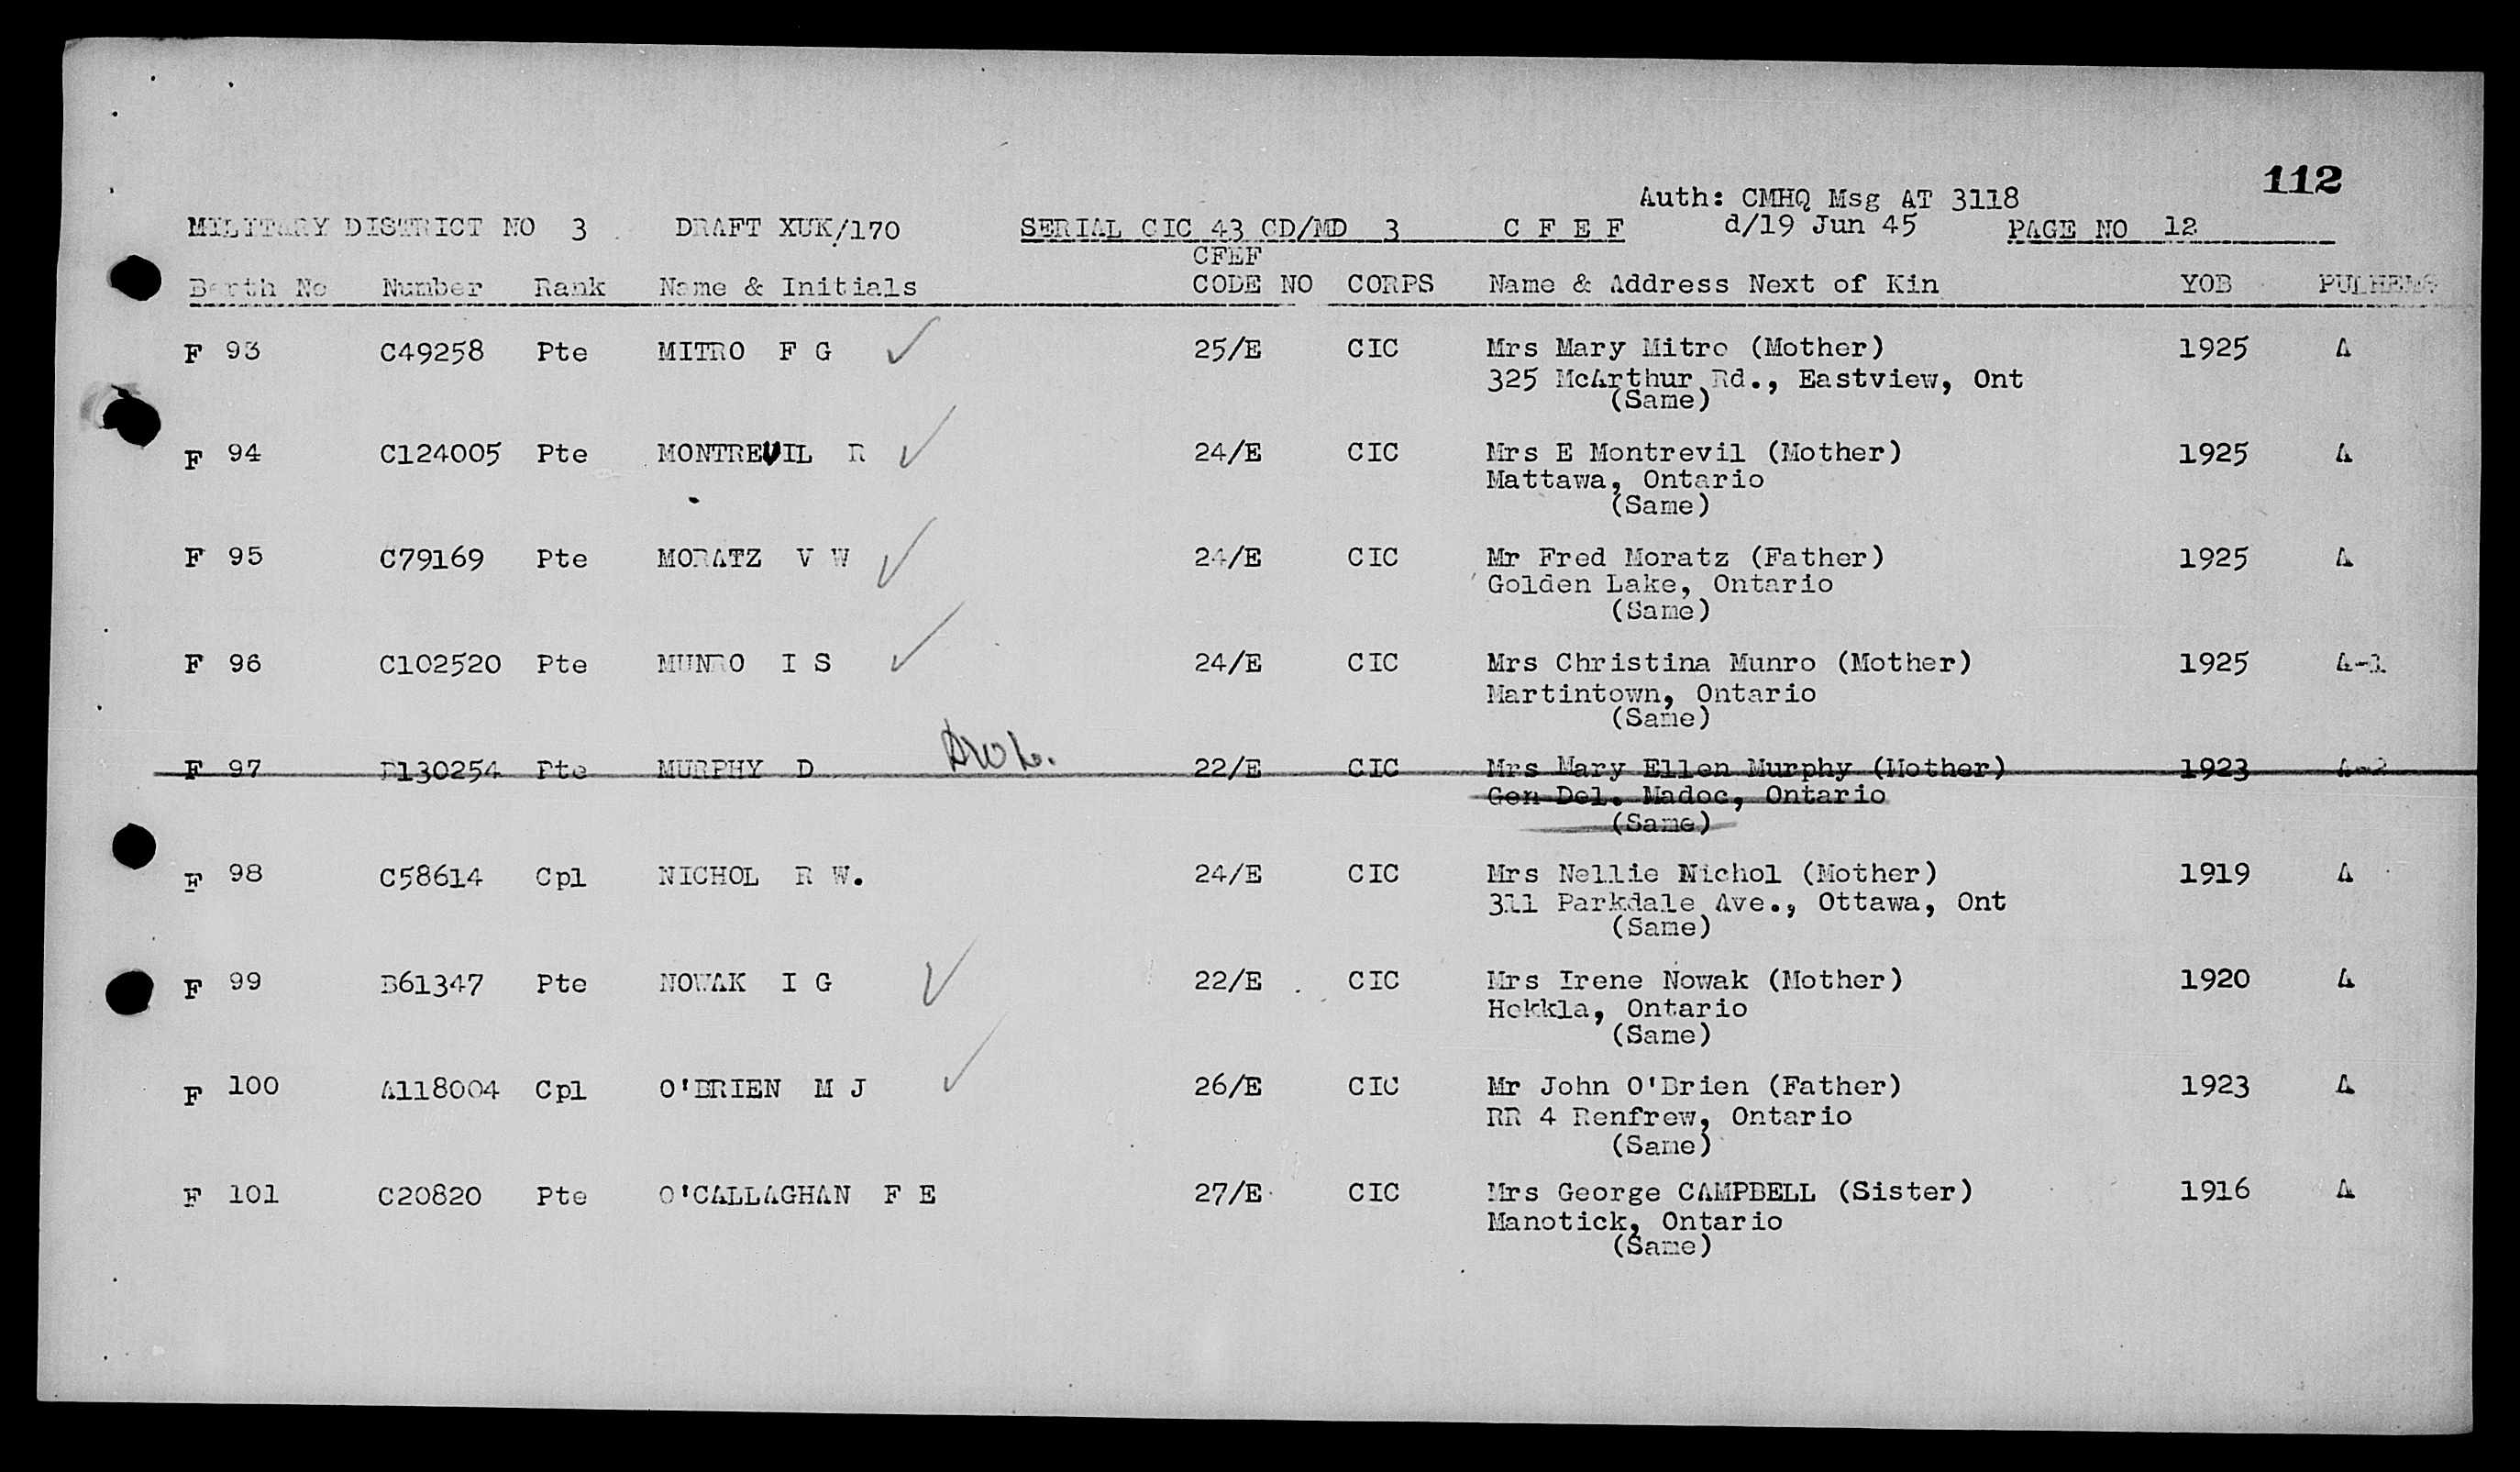 112
Auth: CMHQ Msg AT 3118
MILITARY DISTRICT NO 3 DRAFT XUK/170 SERIAL CIC 43 CD/MD 3 C F E F d/19 Jun 45 PAGE NO 12
CFEF
Berth No Number Rank Name & Initials CODE NO CORPS Name & Address Next of Kin YOB PULHEMS
F 93 C49258 Pte MITRO F G ✓ 25/E CIC Mrs Mary Mitro (Mother) 1925 A
325 McArthur Rd., Eastview, Ont
(Same)
F 94 C124005 Pte MONTREVIL R ✓ 24/E CIC Mrs E Montrevil (Mother) 1925 A
Mattawa, Ontario
(Same)
F 95 C79169 Pte MORATZ V W ✓ 24/E CIC Mr Fred Moratz (Father) 1925 A
Golden Lake, Ontario
(Same)
F 96 C102520 Pte MUNRO I S ✓ 24/E CIC Mrs Christina Munro (Mother) 1925 A-1
Martintown, Ontario
(Same)
AWL.
F 97 Pte MURPHY D 22/E CIC Mrs Mary Ellen Murphy (Mother) 1923 A-2
Gen Del. Madoc, Ontario
(Same)
F 98 C58614 Cpl NICHOL R W. 24/E CIC Mrs Nellie Nichol (Mother) 1919 A
311 Parkdale Ave., Ottawa, Ont
(Same)
F 99 B61347 Pte NOWAK I G ✓ 22/E CIC Mrs Irene Nowak (Mother) 1920 A
Hekkla, Ontario
(Same)
F 100 A118004 Cpl O'BRIEN M J ✓ 26/E CIC Mr John O'Brien (Father) 1923 A
RR 4 Renfrew, Ontario
(Same)
F 101 C20820 Pte O'CALLAGHAN F E 27/E CIC Mrs George CAMPBELL (Sister) 1916 A
Manotick, Ontario
(Same)